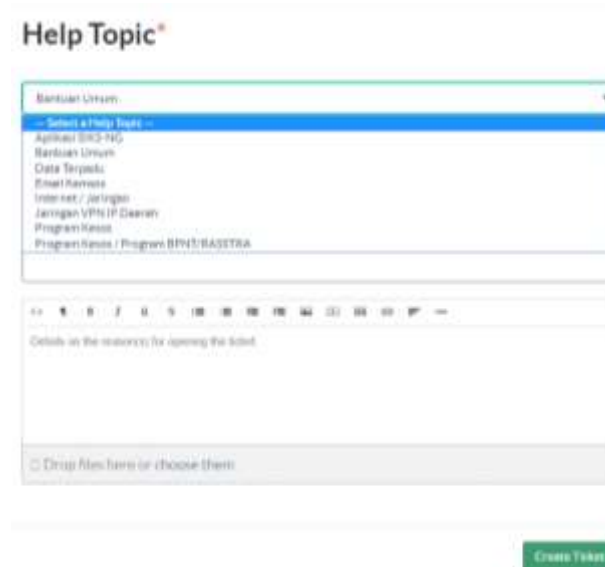 Help Topic*
Bantuan Umum
-- Select a Help Topic --
Aplikasi SIKS-NG
Bantuan Umum
Data Terpadu
Email Kemsos
Internet / Jaringan
Jaringan VPN IP Daerah
Program Kesos
Program Kesos / Program BPNT/RASTRA
Details on the reason(s) for opening the ticket.
Drop files here or choose them
Create Ticket